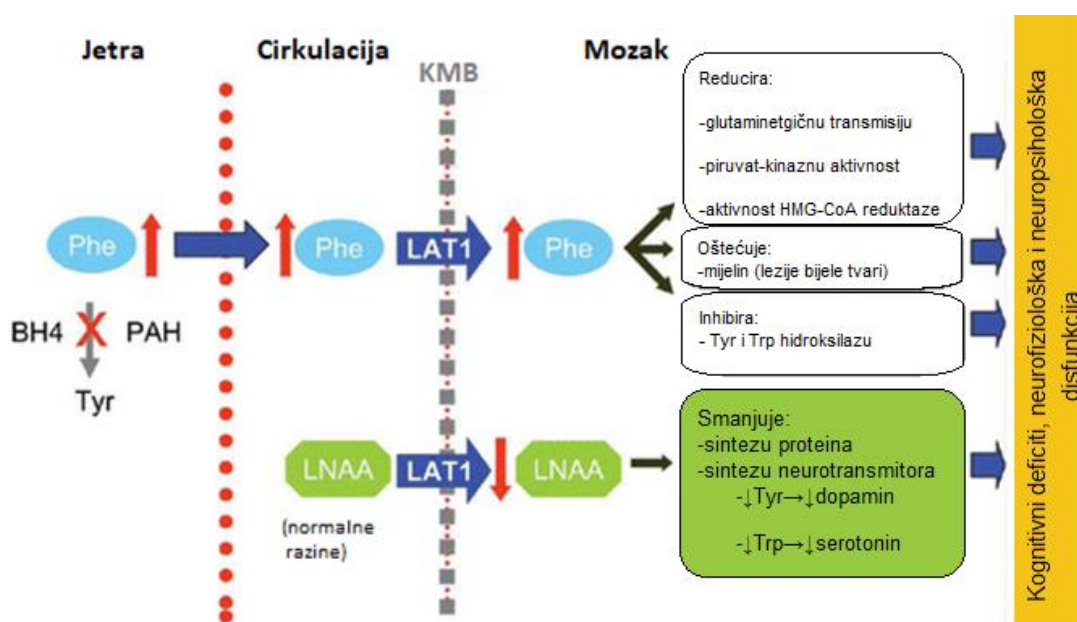 Jetra
Cirkulacija
Mozak
KMB
Reducira:
-glutaminetgičnu transmisiju
-piruvat-kinaznu aktivnost
-aktivnost HMG-CoA reduktaze
Phe
Phe
LAT1
Phe
Oštećuje:
-mijelin (lezije bijele tvari)
Inhibira:
- Tyr i Trp hidroksilazu
BH4
X
PAH
Tyr
LNAA
LAT1
LNAA
(normalne
razine)
Smanjuje:
-sintezu proteina
-sintezu neurotransmitora
-↓Tyr→↓dopamin
-↓Trp→↓serotonin
Kognitivni deficiti, neurofiziološka i neuropsihološka
disfunkcija